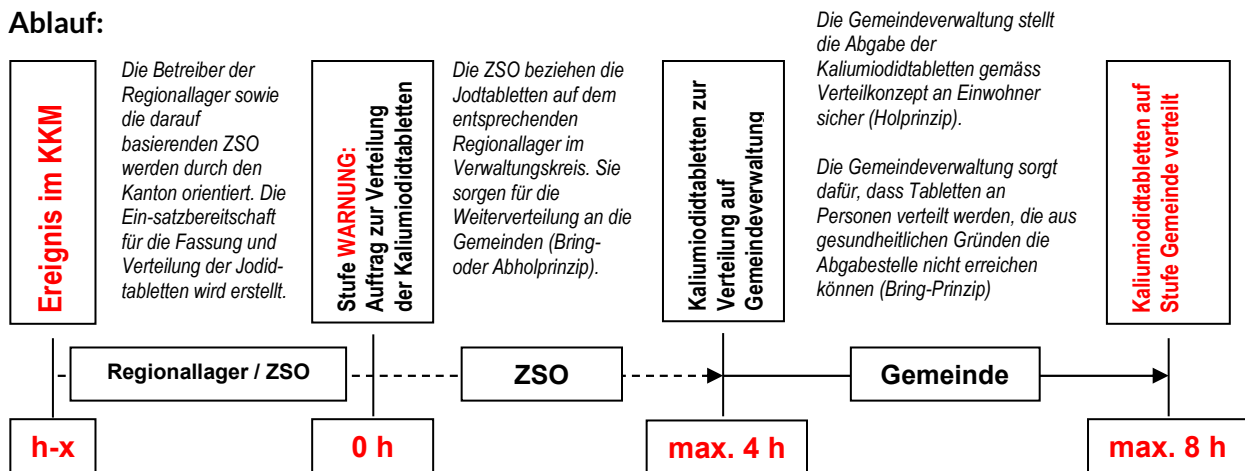 Ablauf:
Ereignis im KKM
Die Betreiber der
Regionallager sowie
die darauf
basierenden ZSO
werden durch den
Kanton orientiert. Die
Ein-satzbereitschaft
für die Fassung und
Verteilung der Jodid-
tabletten wird erstellt.
Stufe WARNUNG:
Auftrag zur Verteilung
der Kaliumiodidtabletten
Die ZSO beziehen die
Jodtabletten auf dem
entsprechenden
Regionallager im
Verwaltungskreis. Sie
sorgen für die
Weiterverteilung an die
Gemeinden (Bring-
oder Abholprinzip).
Kaliumiodidtabletten zur
Verteilung auf
Gemeindeverwaltung
Die Gemeindeverwaltung stellt
die Abgabe der
Kaliumiodidtabletten gemäss
Verteilkonzept an Einwohner
sicher (Holprinzip).
Die Gemeindeverwaltung sorgt
dafür, dass Tabletten an
Personen verteilt werden, die aus
gesundheitlichen Gründen die
Abgabestelle nicht erreichen
können (Bring-Prinzip)
Kaliumiodidtabletten auf
Stufe Gemeinde verteilt
Regionallager / ZSO
ZSO
Gemeinde
h-x
0 h
max. 4 h
max. 8 h